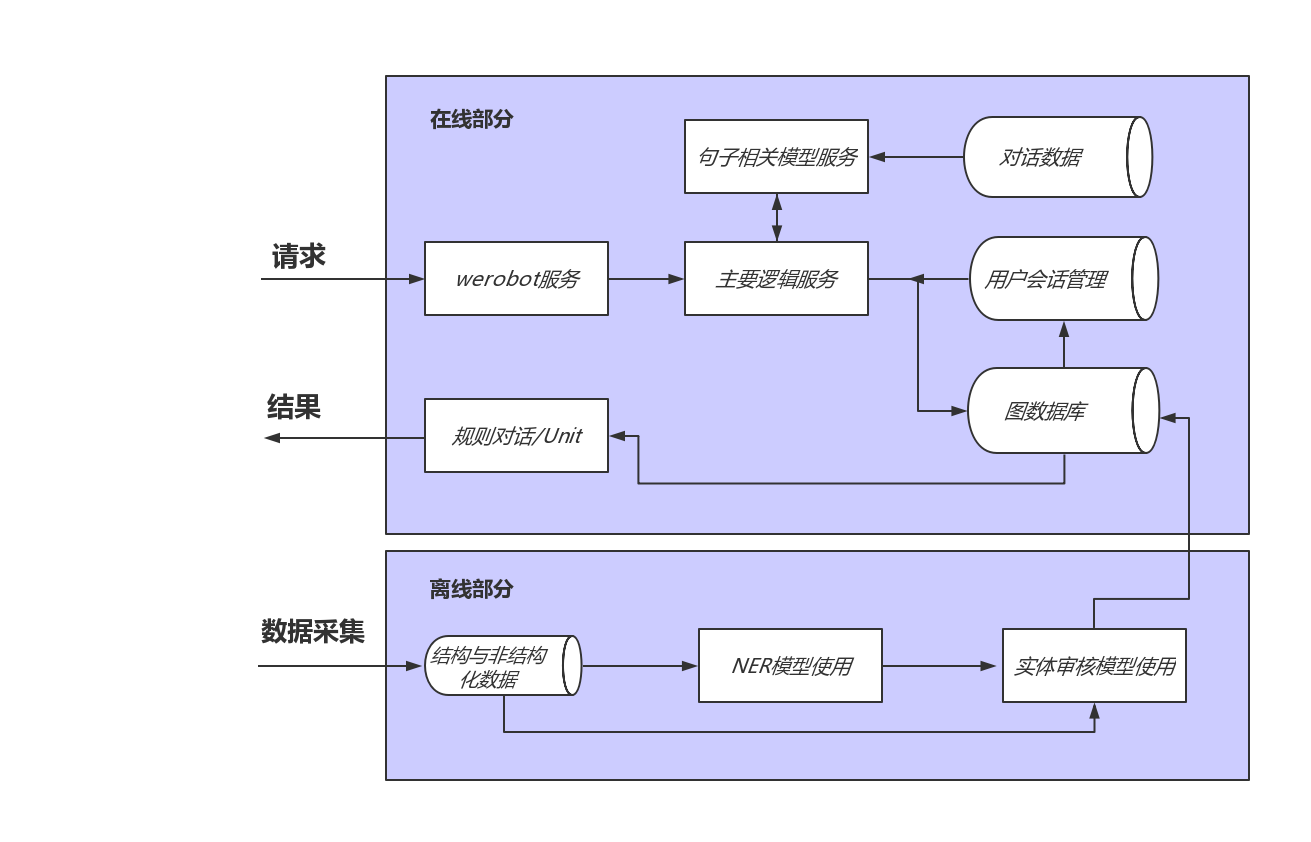 在线部分
句子相关模型服务
对话数据
请求
werobot服务
主要逻辑服务
用户会话管理
结果
规则对话/Unit
图数据库
离线部分
数据采集
结构与非结构
化数据
NER模型使用
实体审核模型使用